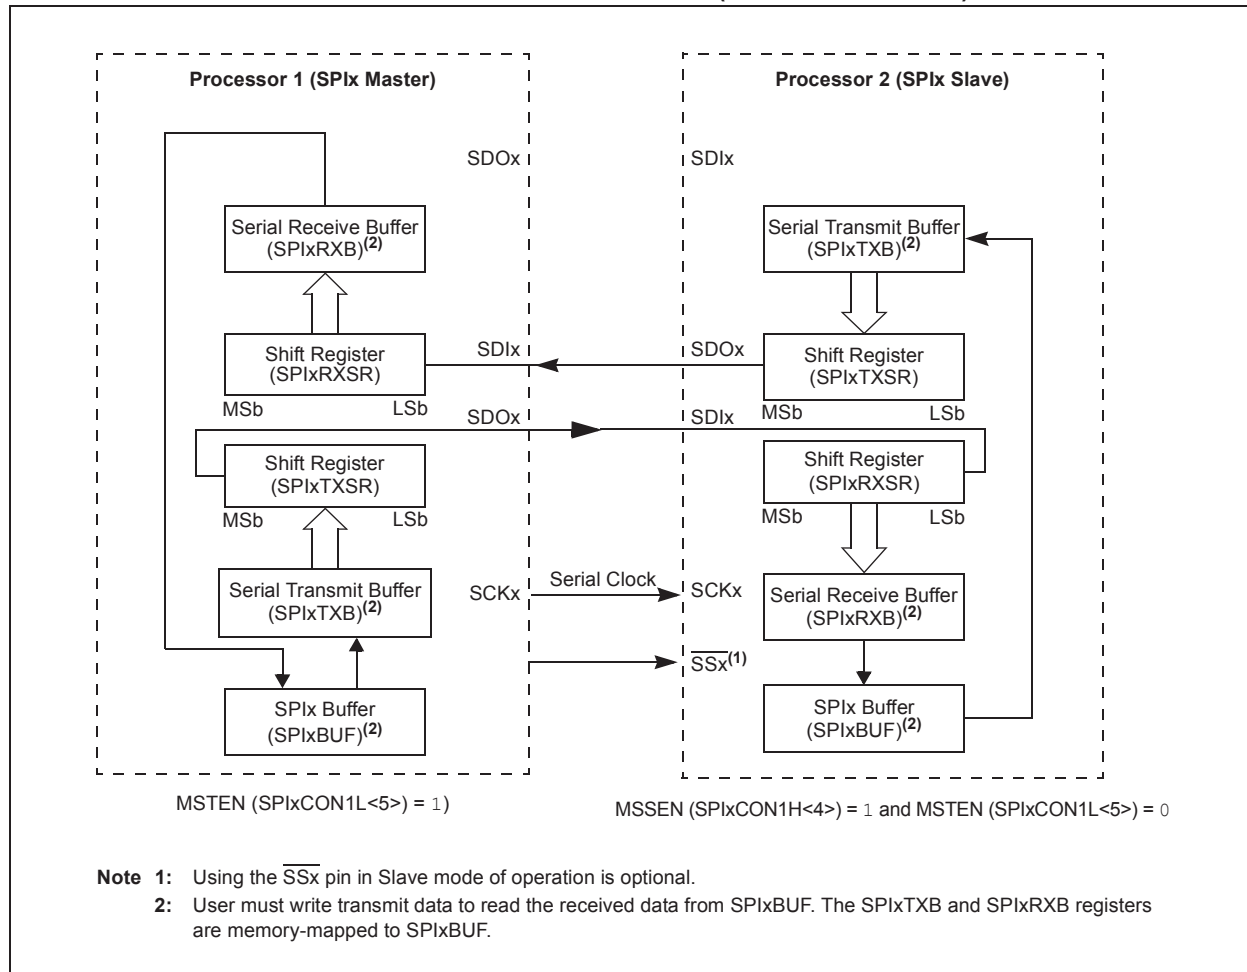 Processor 1 (SPIx Master)
SDOx
Serial Receive Buffer
(SPIxRXB)(2)
Shift Register
(SPIxRXSR)
SDIx
MSb LSb
SDOx
Shift Register
(SPIxTXSR)
MSb LSb
Serial Transmit Buffer
(SPIxTXB)(2)
SCKx
SPIx Buffer
(SPIxBUF)(2)
MSTEN (SPIxCON1L<5>) = 1)
Serial Clock
Processor 2 (SPIx Slave)
SDIx
Serial Transmit Buffer
(SPIxTXB)(2)
SDOx
Shift Register
(SPIxTXSR)
MSb LSb
SDIx
Shift Register
(SPIxRXSR)
MSb LSb
SCKx
Serial Receive Buffer
(SPIxRXB)(2)
SSx(1)
SPIx Buffer
(SPIxBUF)(2)
MSSEN (SPIxCON1H<4>) = 1 and MSTEN (SPIxCON1L<5>) = 0
Note 1: Using the SSx pin in Slave mode of operation is optional.
2: User must write transmit data to read the received data from SPIxBUF. The SPIxTXB and SPIxRXB registers
are memory-mapped to SPIxBUF.